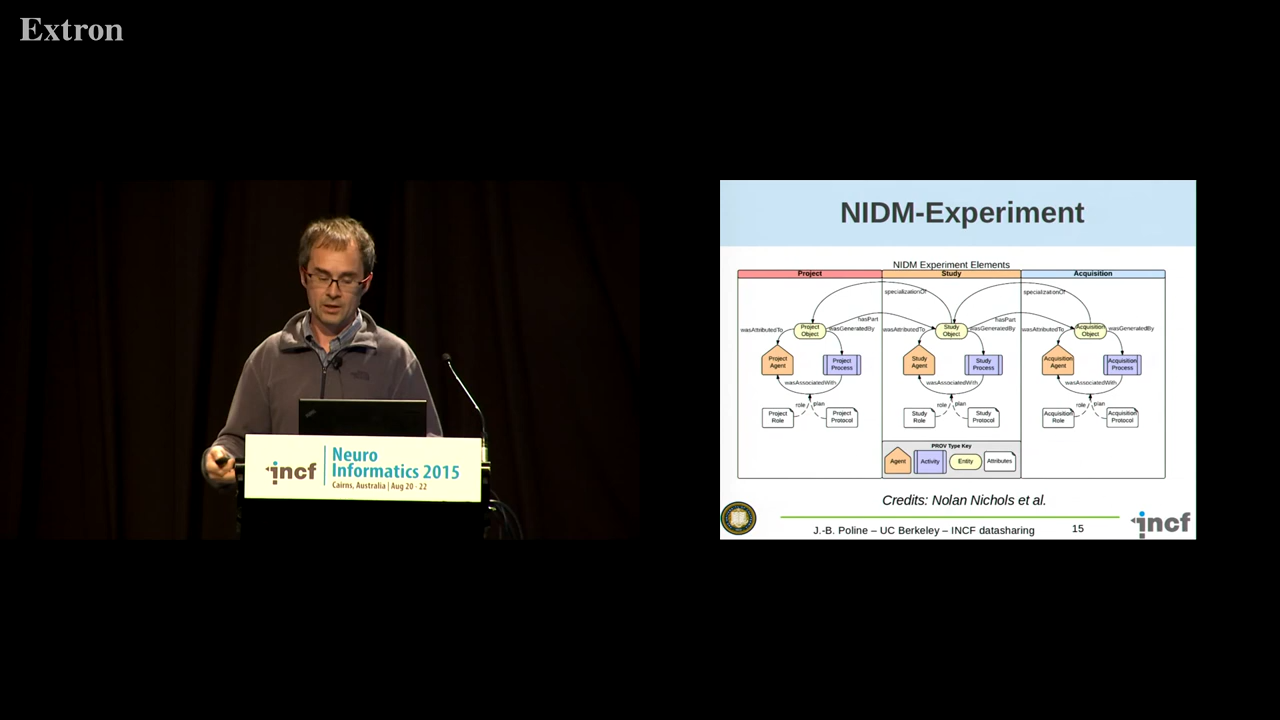 Extron
incf
Neuro
Informatics 2015
Cairns, Australia | Aug 20 - 22
NIDM-Experiment
NIDM Experiment Elements
Project
Study
Acquisition
specializationOf
specializationOf
hasPart
hasPart
wasAttributedTo
Project
Object
wasGeneratedBy
wasAttributedTo
Study
Object
wasGeneratedBy
wasAttributedTo
Acquisition
Object
wasGeneratedBy
Project
Agent
Project
Process
Study
Agent
Study
Process
Acquisition
Agent
Acquisition
Process
wasAssociatedWith
wasAssociatedWith
wasAssociatedWith
role
plan
role
plan
role
plan
Project
Role
Project
Protocol
Study
Role
Study
Protocol
Acquisition
Role
Acquisition
Protocol
PROV Type Key
Agent
Activity
Entity
Attributes
Credits: Nolan Nichols et al.
J.-B. Poline – UC Berkeley – INCF datasharing
15
incf